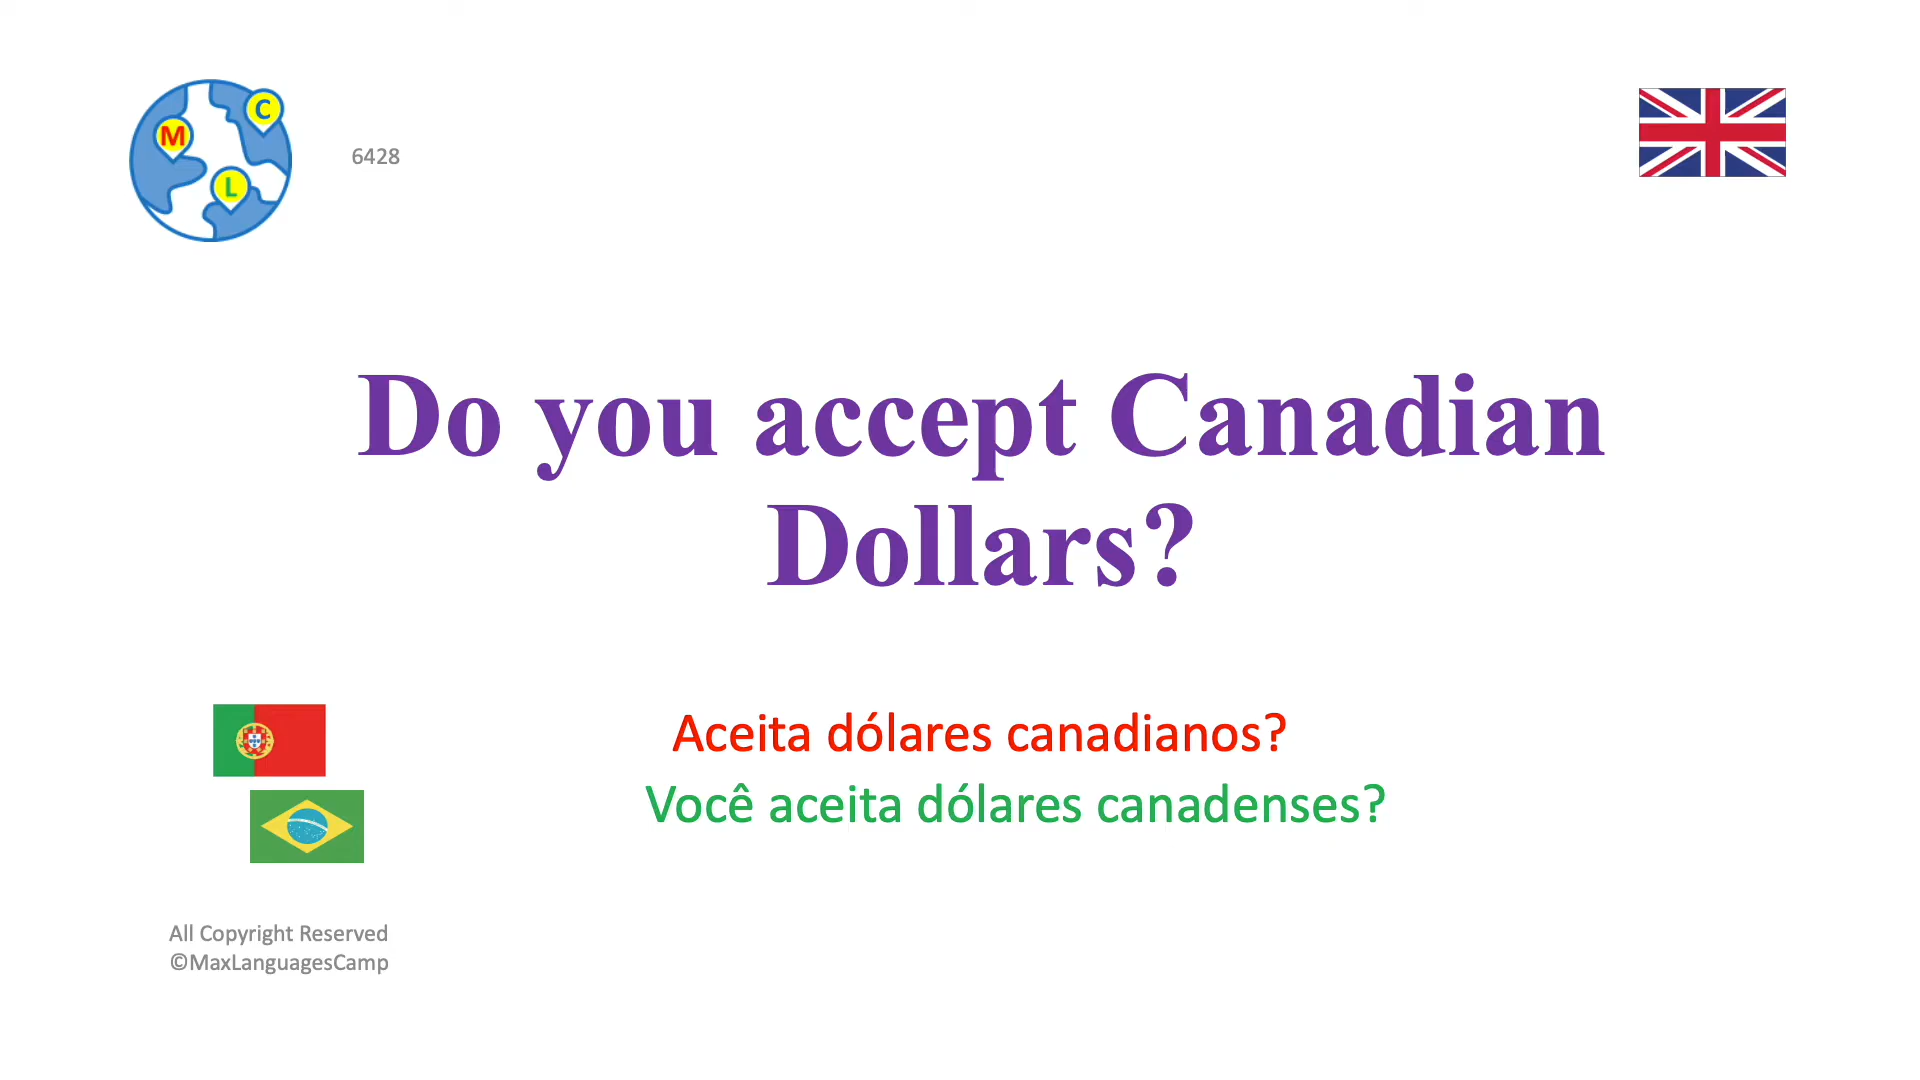 M
C
L
6428
Do you accept Canadian
Dollars?
Aceita dólares canadianos?
Você aceita dólares canadenses?
All Copyright Reserved
©MaxLanguagesCamp